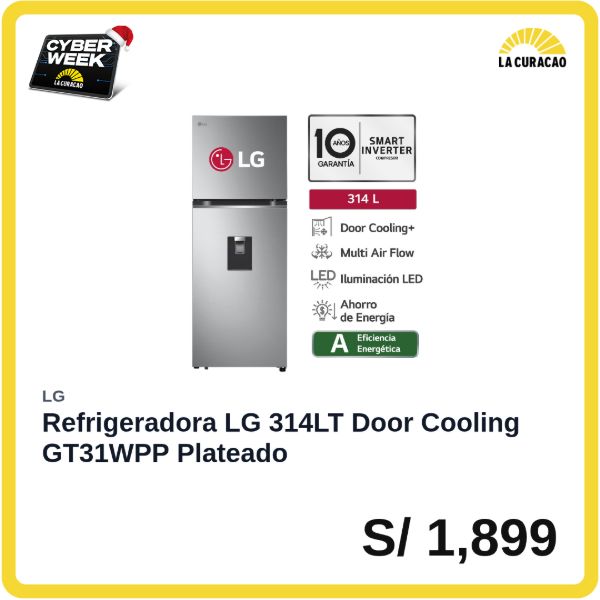 CYBER
WEEK
LA CURACAO
LA CURACAO
LG
10 AÑOS
GARANTÍA
SMART
INVERTER
COMPRESSOR
314 L
Door Cooling+
Multi Air Flow
LED Iluminación LED
Ahorro
de Energía
A Eficiencia
Energética
LG
Refrigeradora LG 314LT Door Cooling
GT31WPP Plateado
S/ 1,899